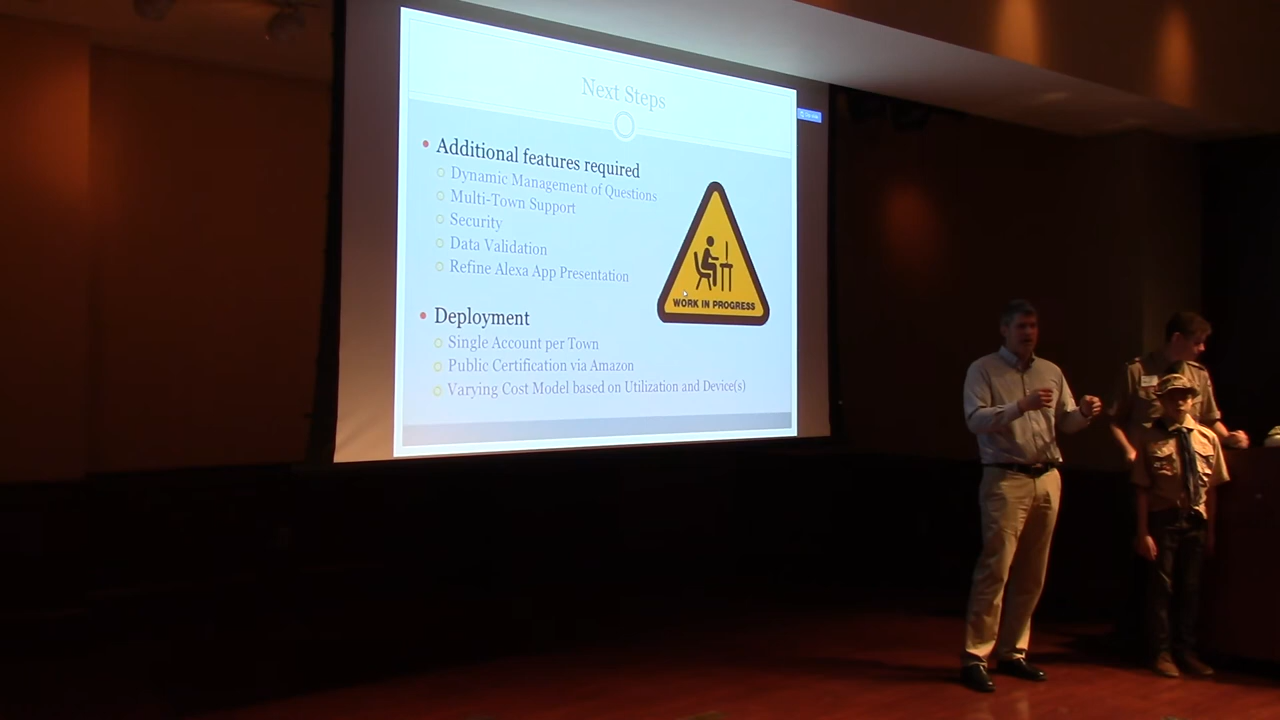 Next Steps
Additional features required
Dynamic Management of Questions
Multi-Town Support
Security
Data Validation
Refine Alexa App Presentation
WORK IN PROGRESS
Deployment
Single Account per Town
Public Certification via Amazon
Varying Cost Model based on Utilization and Device(s)